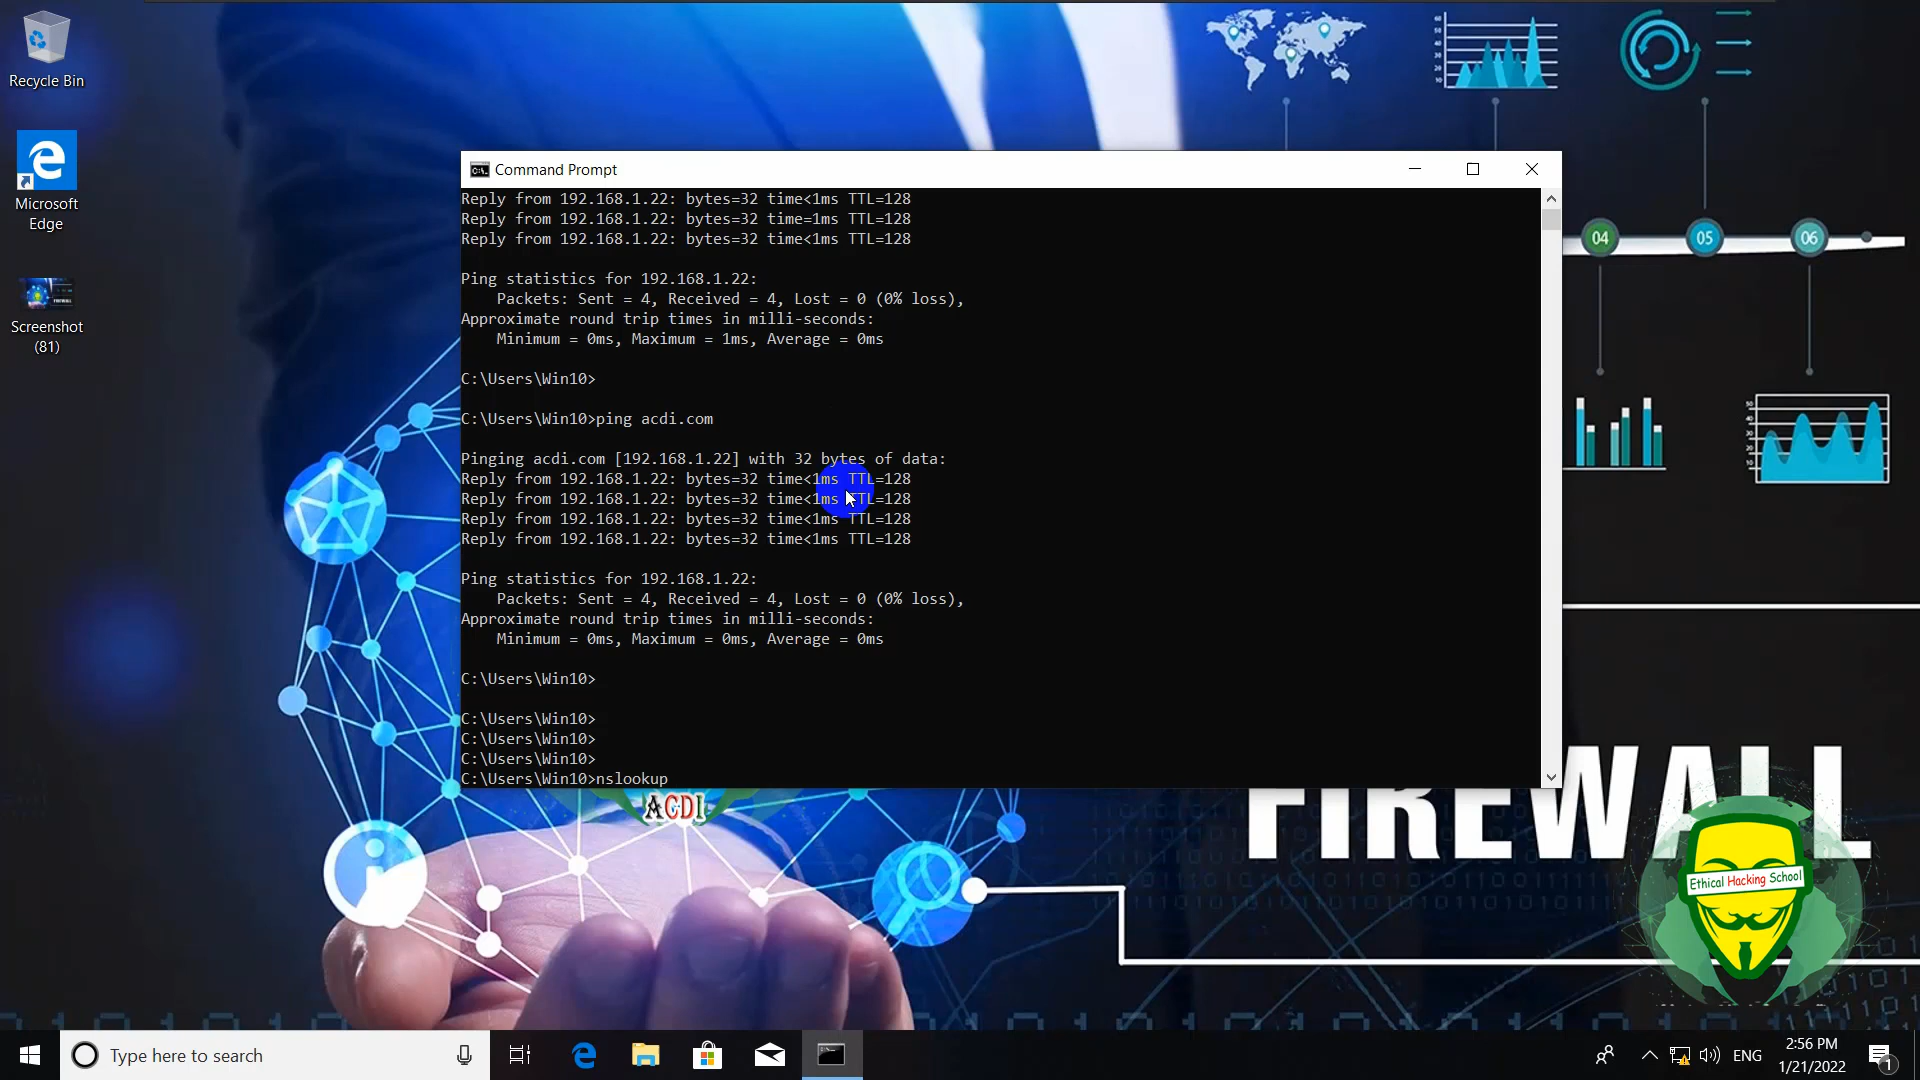 Recycle Bin
Microsoft
Edge
Screenshot
(81)
04
05
06
Command Prompt
Reply from 192.168.1.22: bytes=32 time<1ms TTL=128
Reply from 192.168.1.22: bytes=32 time=1ms TTL=128
Reply from 192.168.1.22: bytes=32 time<1ms TTL=128
Ping statistics for 192.168.1.22:
Packets: Sent = 4, Received = 4, Lost = 0 (0% loss),
Approximate round trip times in milli-seconds:
Minimum = 0ms, Maximum = 1ms, Average = 0ms
C:\Users\Win10>
C:\Users\Win10>ping acdi.com
Pinging acdi.com [192.168.1.22] with 32 bytes of data:
Reply from 192.168.1.22: bytes=32 time<1ms TTL=128
Reply from 192.168.1.22: bytes=32 time<1ms TTL=128
Reply from 192.168.1.22: bytes=32 time<1ms TTL=128
Reply from 192.168.1.22: bytes=32 time<1ms TTL=128
Ping statistics for 192.168.1.22:
Packets: Sent = 4, Received = 4, Lost = 0 (0% loss),
Approximate round trip times in milli-seconds:
Minimum = 0ms, Maximum = 0ms, Average = 0ms
C:\Users\Win10>
C:\Users\Win10>
C:\Users\Win10>
C:\Users\Win10>
C:\Users\Win10>nslookup
ACDI
FIREWALL
Ethical Hacking School
Type here to search
ENG
2:56 PM
1/21/2022
1